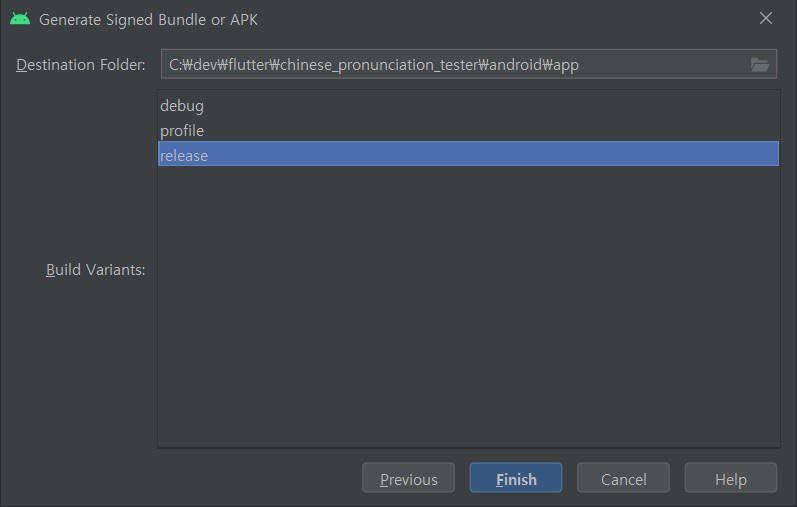 Generate Signed Bundle or APK
Destination Folder: C:₩dev₩flutter₩chinese_pronunciation_tester₩android₩app
debug
profile
release
Build Variants:
Previous Finish Cancel Help